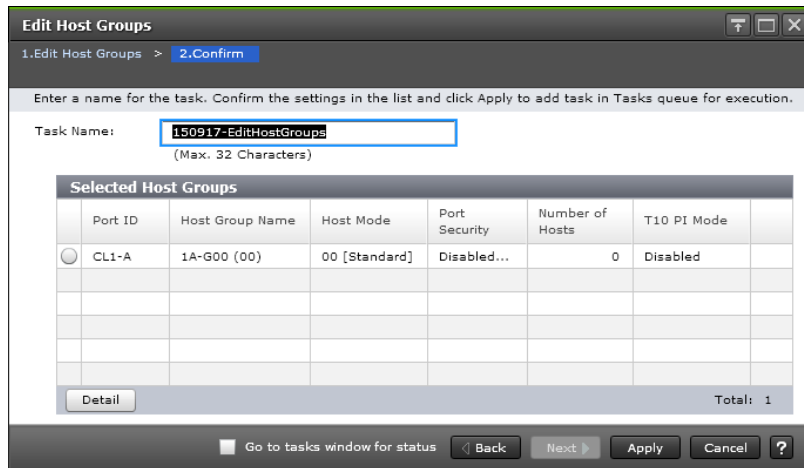 Edit Host Groups
1.Edit Host Groups > 2.Confirm
Enter a name for the task. Confirm the settings in the list and click Apply to add task in Tasks queue for execution.
Task Name: 150917-EditHostGroups
(Max. 32 Characters)
Selected Host Groups
Port ID Host Group Name Host Mode Port Security Number of Hosts T10 PI Mode
CL1-A 1A-G00 (00) 00 [Standard] Disabled... 0 Disabled
Detail Total: 1
Go to tasks window for status Back Next Apply Cancel ?